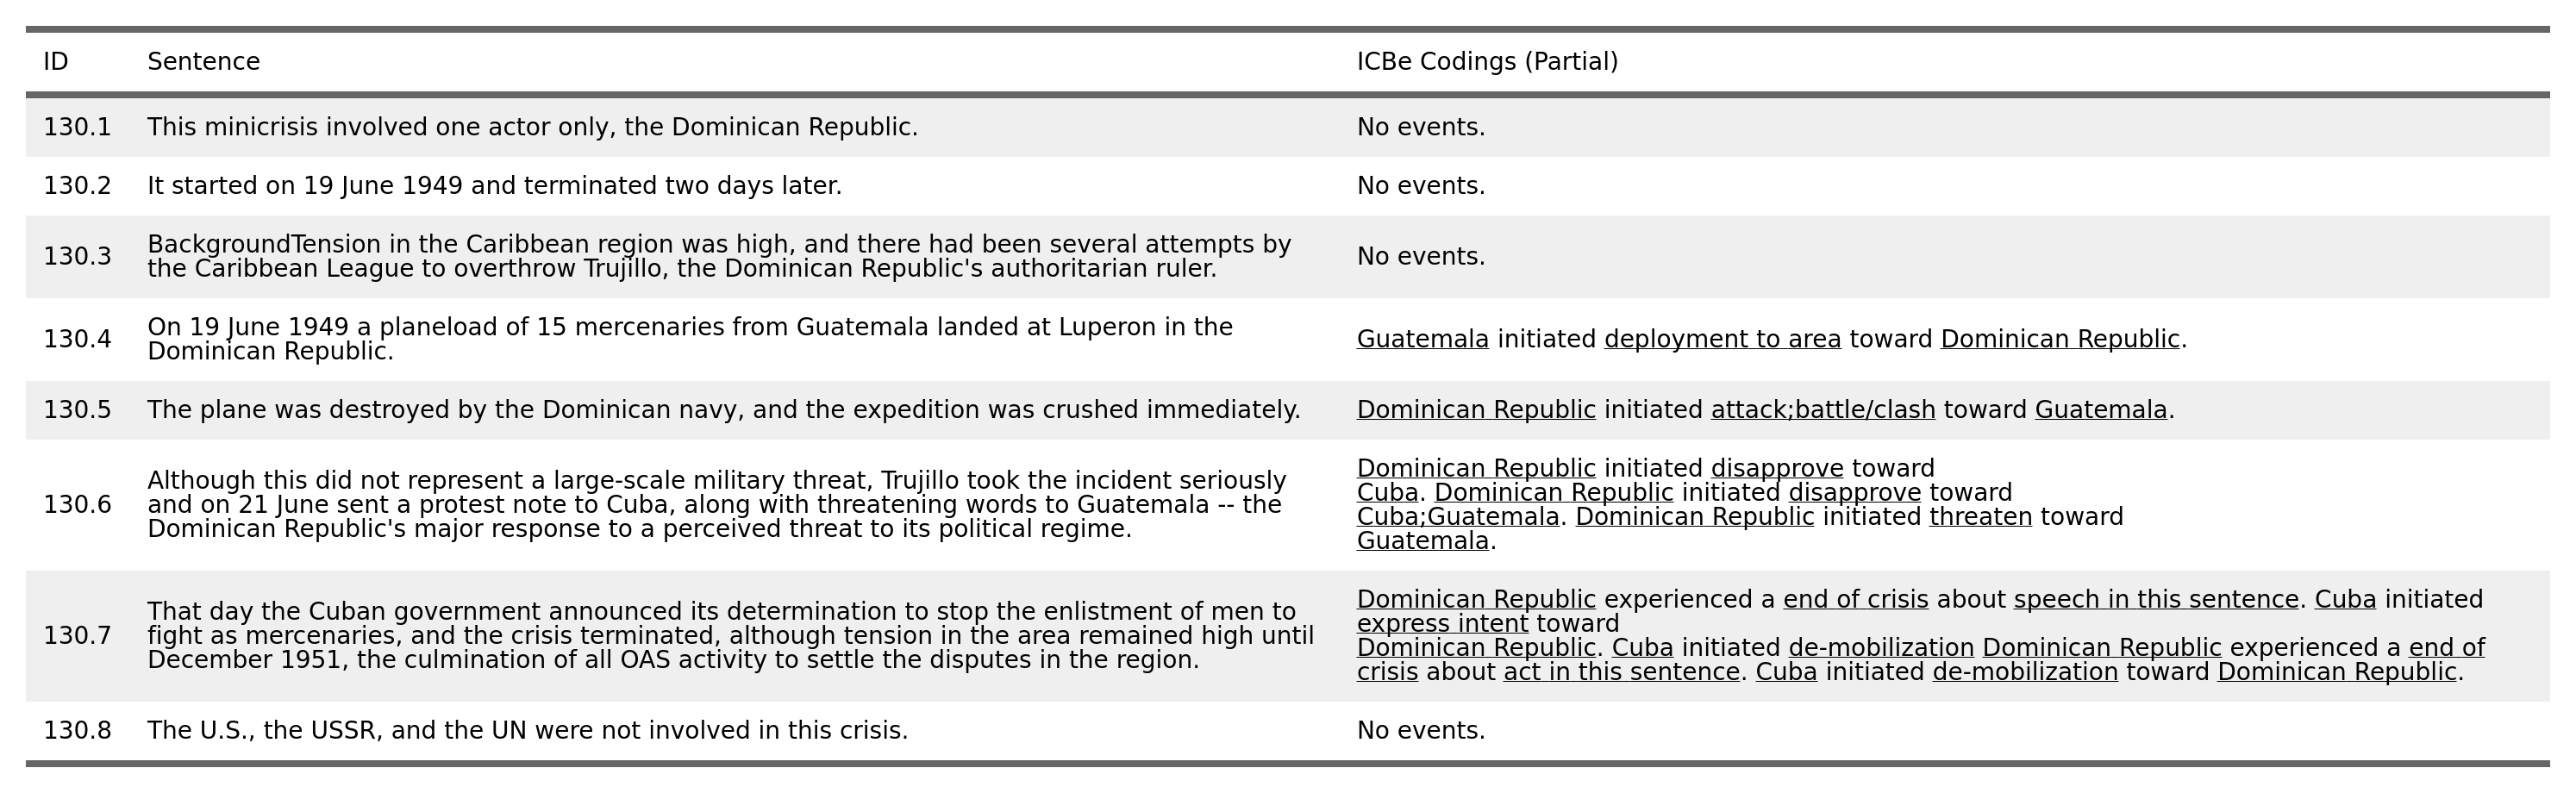 ID Sentence ICBe Codings (Partial)
130.1 This minicrisis involved one actor only, the Dominican Republic. No events.
130.2 It started on 19 June 1949 and terminated two days later. No events.
130.3 BackgroundTension in the Caribbean region was high, and there had been several attempts by
the Caribbean League to overthrow Trujillo, the Dominican Republic's authoritarian ruler.
No events.
130.4 On 19 June 1949 a planeload of 15 mercenaries from Guatemala landed at Luperon in the
Dominican Republic.
Guatemala initiated deployment to area toward Dominican Republic.
130.5 The plane was destroyed by the Dominican navy, and the expedition was crushed immediately. Dominican Republic initiated attack;battle/clash toward Guatemala.
130.6 Although this did not represent a large-scale military threat, Trujillo took the incident seriously
and on 21 June sent a protest note to Cuba, along with threatening words to Guatemala -- the
Dominican Republic's major response to a perceived threat to its political regime.
Dominican Republic initiated disapprove toward
Cuba. Dominican Republic initiated disapprove toward
Cuba;Guatemala. Dominican Republic initiated threaten toward
Guatemala.
130.7 That day the Cuban government announced its determination to stop the enlistment of men to
fight as mercenaries, and the crisis terminated, although tension in the area remained high until
December 1951, the culmination of all OAS activity to settle the disputes in the region.
Dominican Republic experienced a end of crisis about speech in this sentence. Cuba initiated
express intent toward
Dominican Republic. Cuba initiated de-mobilization Dominican Republic experienced a end of
crisis about act in this sentence. Cuba initiated de-mobilization toward Dominican Republic.
130.8 The U.S., the USSR, and the UN were not involved in this crisis. No events.